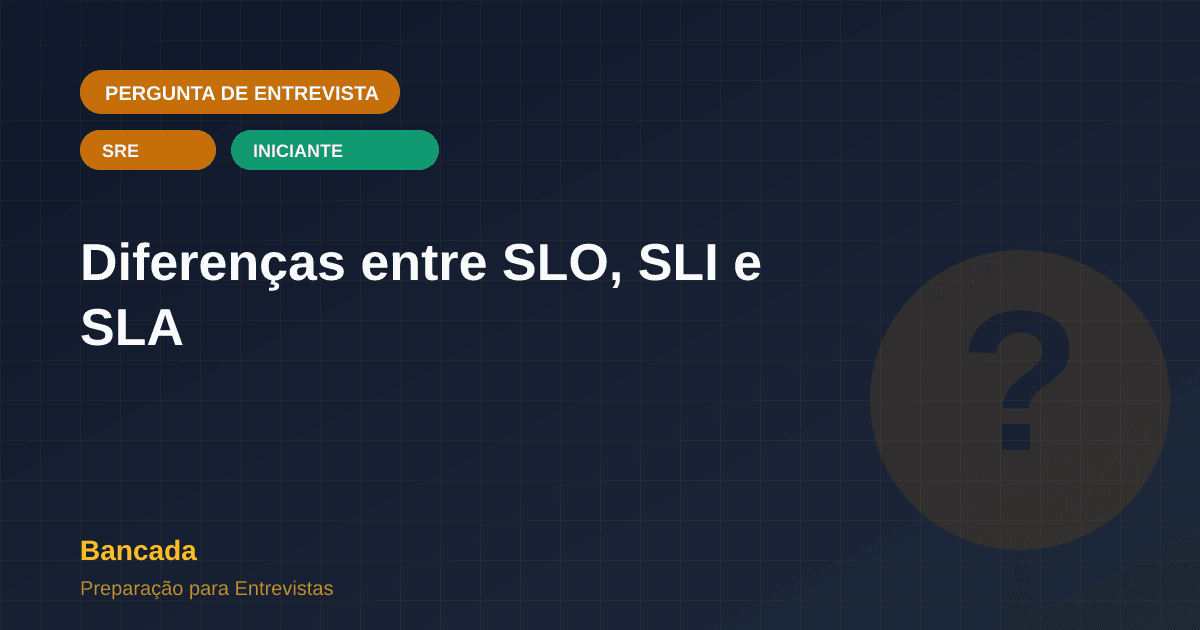 PERGUNTA DE ENTREVISTA
SRE
INICIANTE
Diferenças entre SLO, SLI e
SLA
?
Bancada
Preparação para Entrevistas